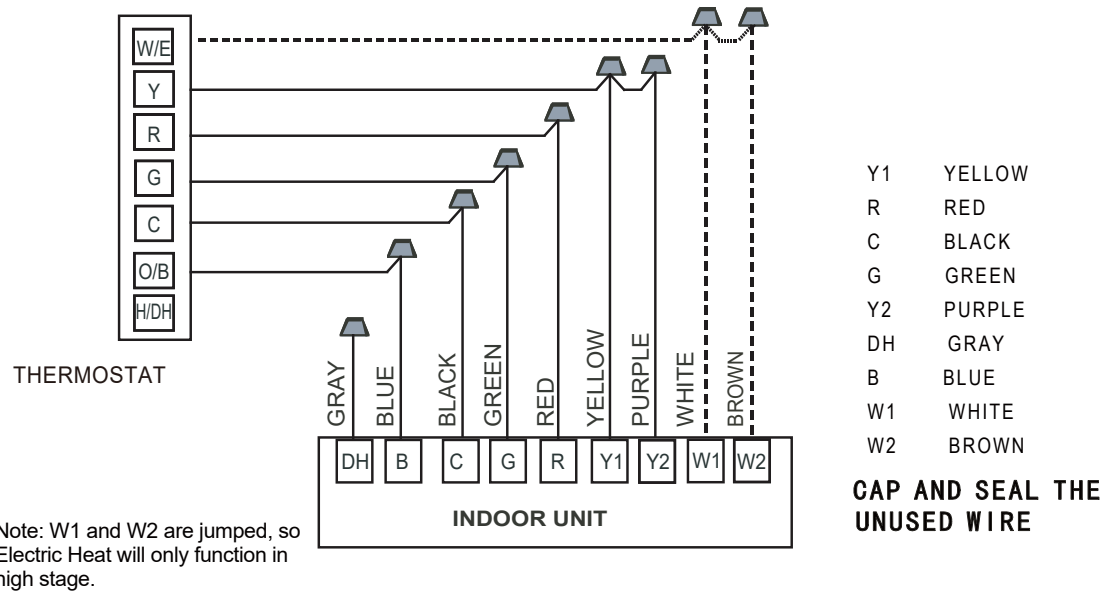 W/E
Y
R
G
C
O/B
H/DH
THERMOSTAT
GRAY
BLUE
BLACK
GREEN
RED
YELLOW
PURPLE
WHITE
BROWN
DH B C G R Y1 Y2 W1 W2
INDOOR UNIT
Note: W1 and W2 are jumped, so
Electric Heat will only function in
high stage.
Y1 YELLOW
R RED
C BLACK
G GREEN
Y2 PURPLE
DH GRAY
B BLUE
W1 WHITE
W2 BROWN
CAP AND SEAL THE
UNUSED WIRE